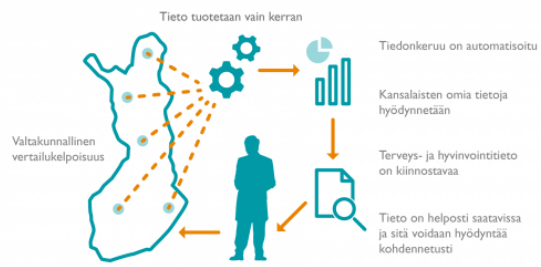 Tieto tuotetaan vain kerran
Tiedonkeruu on automatisoitu
Kansalaisten omia tietoja
hyödynnetään
Valtakunnallinen
vertailukelpoisuus
Terveys- ja hyvinvointitieto
on kiinnostavaa
Tieto on helposti saatavissa
ja sitä voidaan hyödyntää
kohdennetusti